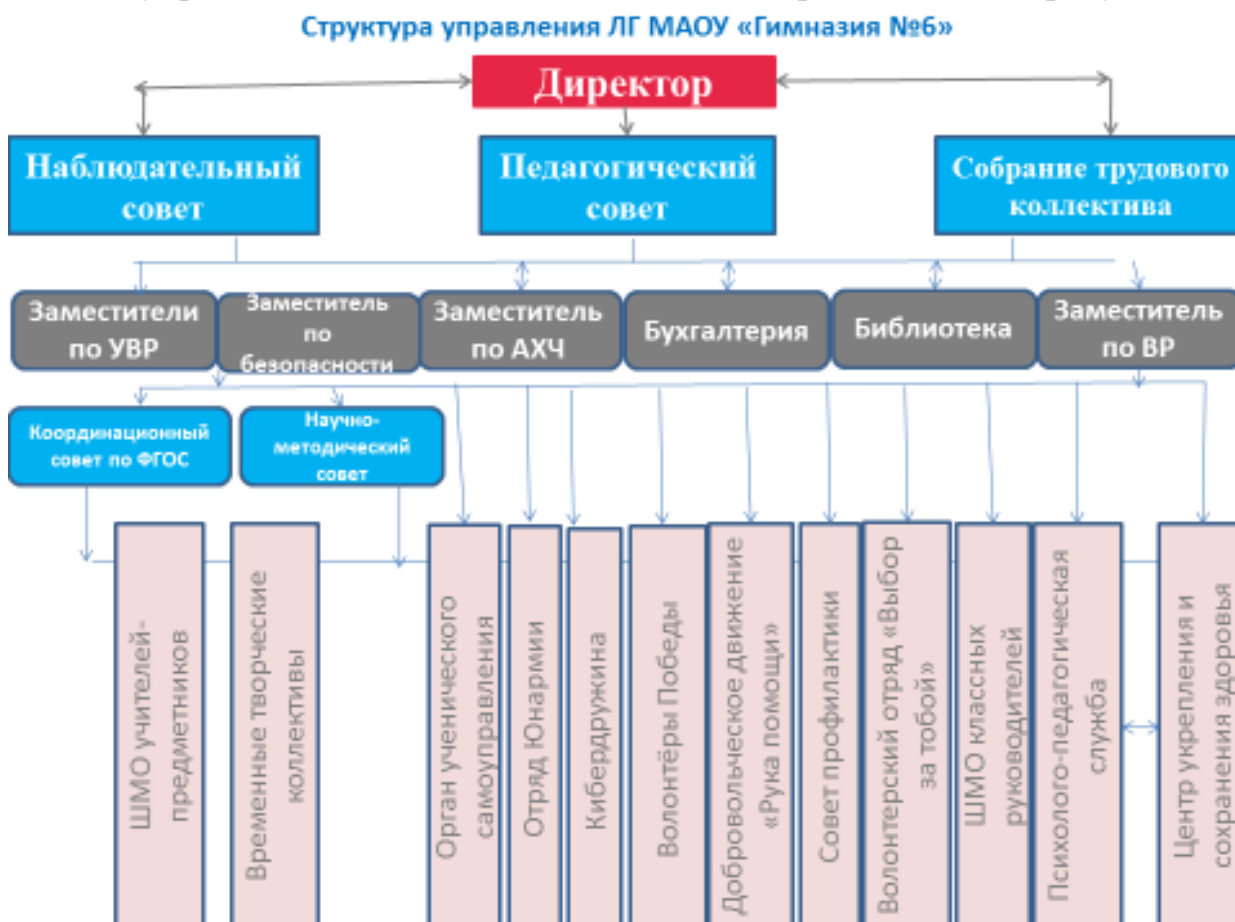 Структура управления ЛГ МАОУ «Гимназия №6»
Директор
Наблюдательный
совет
Педагогический
совет
Собрание трудового
коллектива
Заместители
по УВР
Заместитель
по
безопасности
Заместитель
по АХЧ
Бухгалтерия
Библиотека
Заместитель
по ВР
Координационный
совет по ФГОС
Научно-
методический
совет
ШМО учителей-
предметников
Временные творческие
коллективы
Орган ученического
самоуправления
Отряд Юнармии
Кибердружина
Волонтёры Победы
Добровольческое движение
«Рука помощи»
Совет профилактики
Волонтерский отряд «Выбор
за тобой»
ШМО классных
руководителей
Психолого-педагогическая
служба
Центр укрепления и
сохранения здоровья